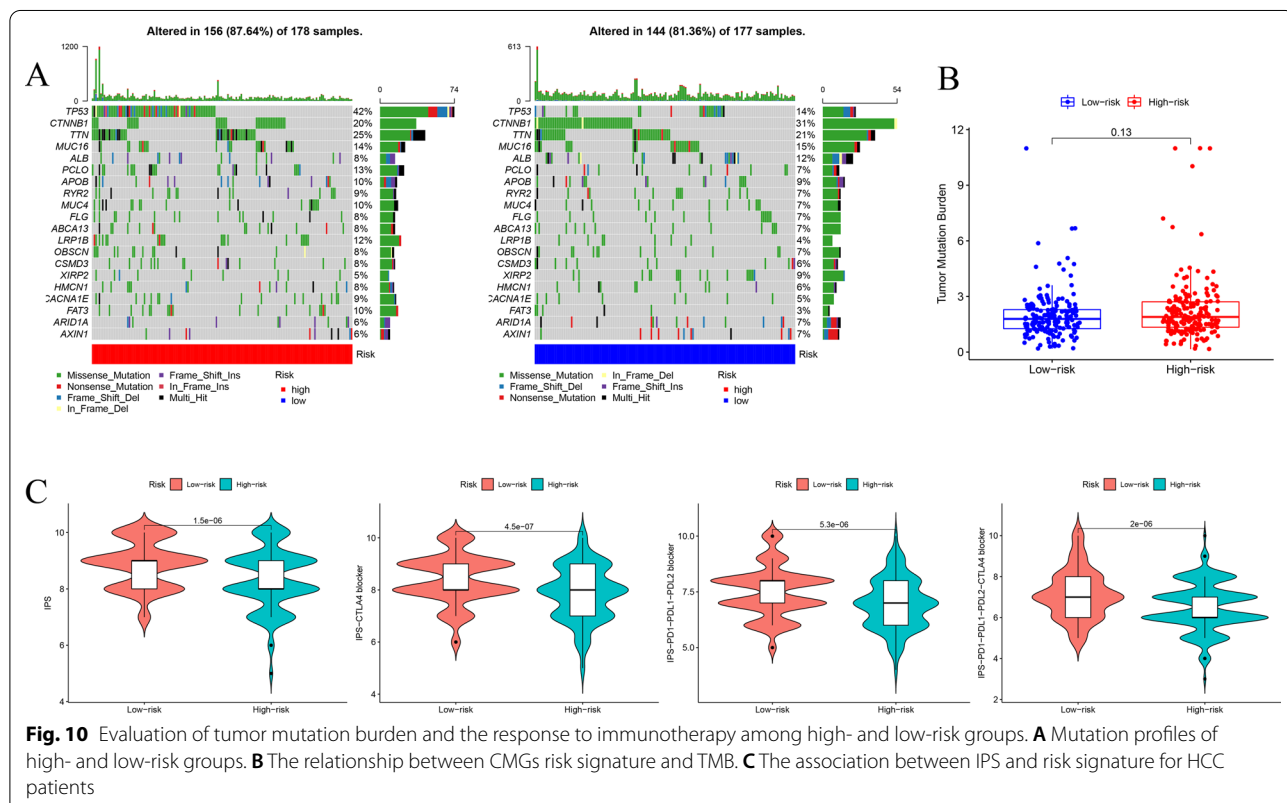 A
Altered in 156 (87.64%) of 178 samples.
1200
0
0 74
TP53 42%
CTNNB1 20%
TTN 25%
MUC16 14%
ALB 8%
PCLO 13%
APOB 10%
RYR2 9%
MUC4 10%
FLG 8%
ABCA13 8%
LRP1B 12%
OBSCN 8%
CSMD3 8%
XIRP2 5%
HMCN1 8%
CACNA1E 9%
FAT3 10%
ARID1A 6%
AXIN1 6%
Risk
Missense_Mutation Frame_Shift_Ins Risk
Nonsense_Mutation In_Frame_Ins high
Frame_Shift_Del Multi_Hit low
In_Frame_Del
Altered in 144 (81.36%) of 177 samples.
613
0
0 54
TP53 14%
CTNNB1 31%
TTN 21%
MUC16 15%
ALB 12%
PCLO 7%
APOB 9%
RYR2 7%
MUC4 7%
FLG 7%
ABCA13 7%
LRP1B 4%
OBSCN 7%
CSMD3 6%
XIRP2 9%
HMCN1 6%
CACNA1E 5%
FAT3 3%
ARID1A 7%
AXIN1 7%
Risk
Missense_Mutation In_Frame_Del Risk
Frame_Shift_Del Frame_Shift_Ins high
Nonsense_Mutation Multi_Hit low
B
Low-risk High-risk
Tumor Mutation Burden
12
9
6
3
0
0.13
Low-risk High-risk
C
Risk Low-risk High-risk
IPS
10
8
6
4
1.5e-06
Low-risk High-risk
Risk Low-risk High-risk
IPS-CTLA4 blocker
10
8
6
4
4.5e-07
Low-risk High-risk
Risk Low-risk High-risk
IPS-PD1-PDL1-PDL2 blocker
10.0
7.5
5.0
5.3e-06
Low-risk High-risk
Risk Low-risk High-risk
IPS-PD1-PDL1-PDL2-CTLA4 blocker
10
8
6
4
2
2e-06
Low-risk High-risk
Fig. 10 Evaluation of tumor mutation burden and the response to immunotherapy among high- and low-risk groups. A Mutation profiles of
high- and low-risk groups. B The relationship between CMGs risk signature and TMB. C The association between IPS and risk signature for HCC
patients